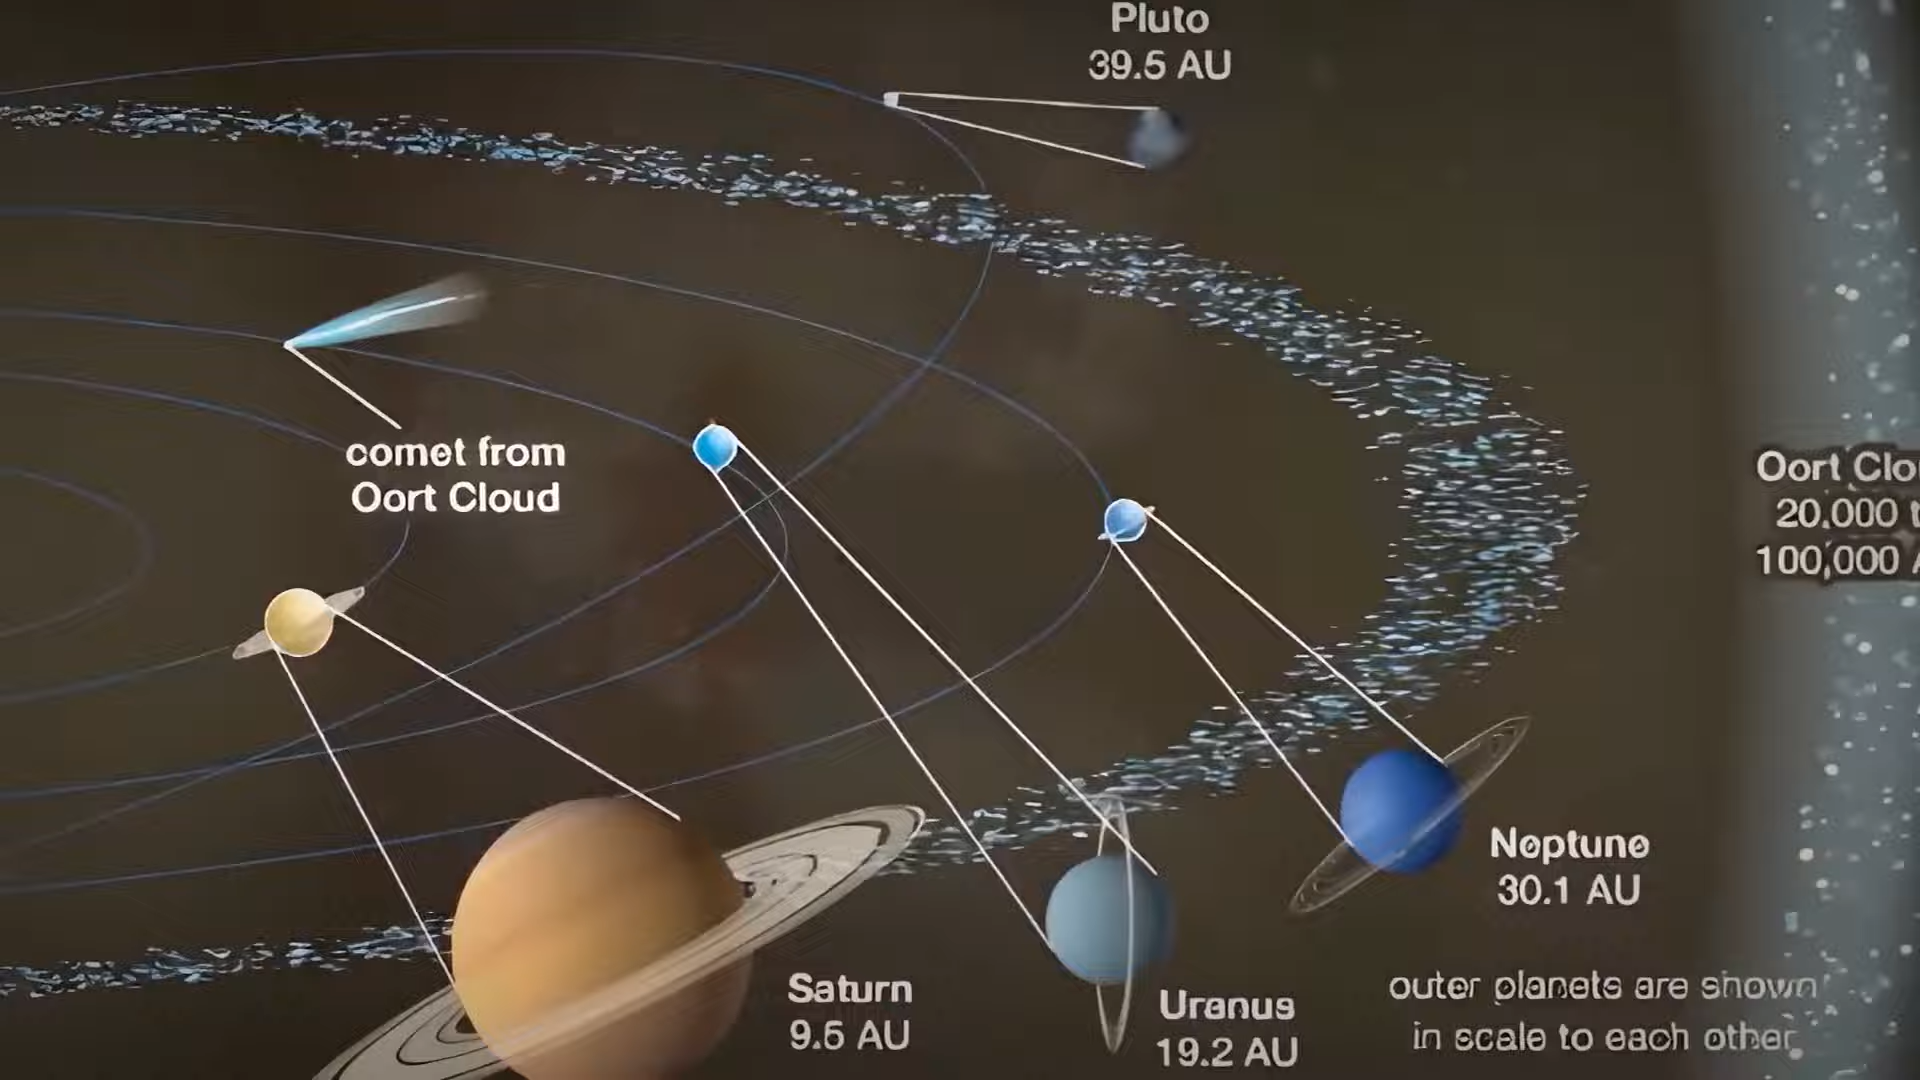 Pluto
39.5 AU
comet from
Oort Cloud
Oort Clo
20,000 t
100,000 A
Neptune
30.1 AU
Saturn
9.5 AU
Uranus
19.2 AU
outer planets are shown
in scale to each other